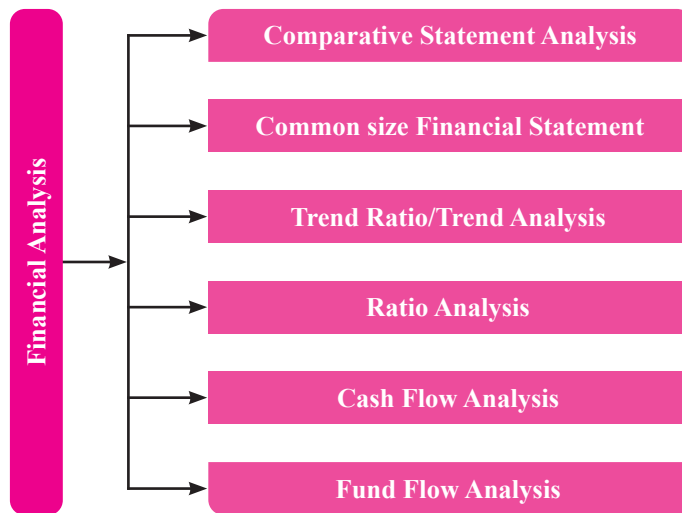 Financial Analysis
Comparative Statement Analysis
Common size Financial Statement
Trend Ratio/Trend Analysis
Ratio Analysis
Cash Flow Analysis
Fund Flow Analysis